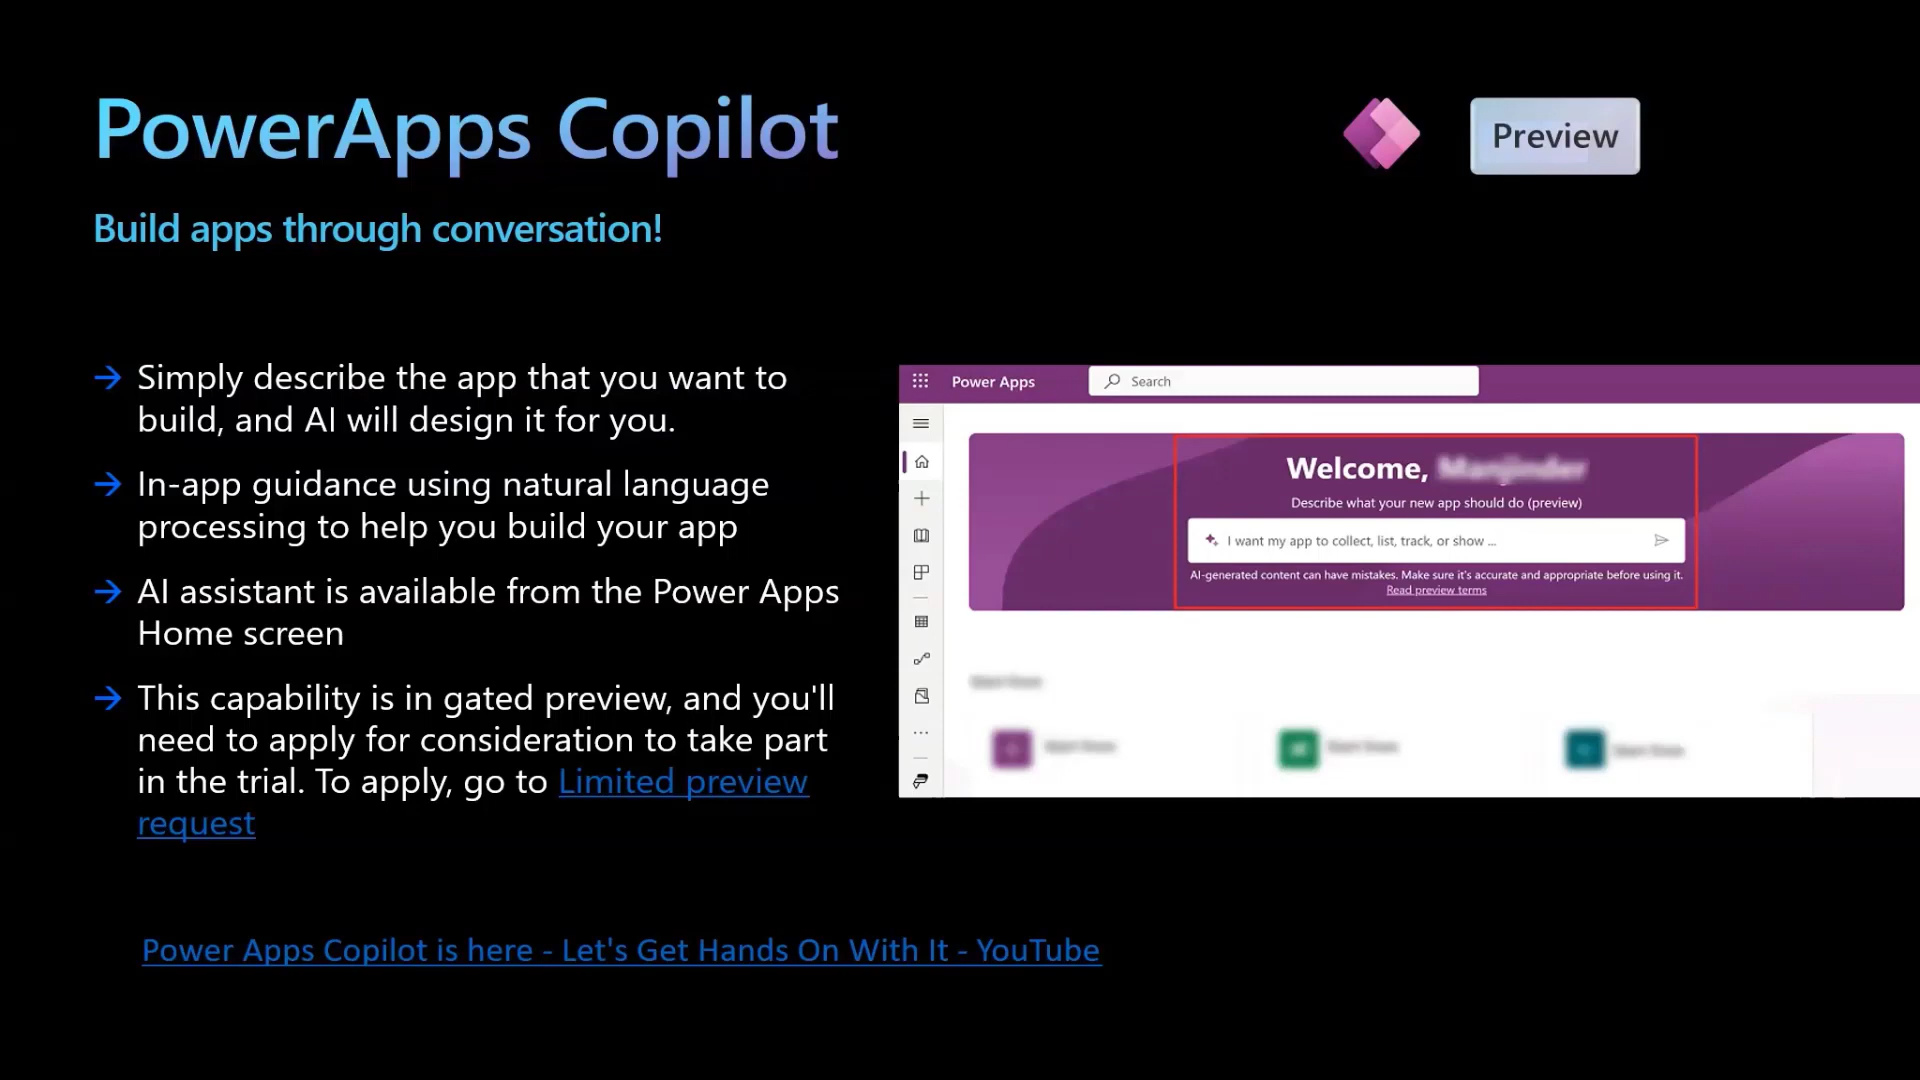 PowerApps Copilot
Preview
Build apps through conversation!
Simply describe the app that you want to
build, and AI will design it for you.
In-app guidance using natural language
processing to help you build your app
AI assistant is available from the Power Apps
Home screen
This capability is in gated preview, and you'll
need to apply for consideration to take part
in the trial. To apply, go to Limited preview
request
Power Apps
Search
Welcome,
Describe what your new app should do (preview)
I want my app to collect, list, track, or show ...
AI-generated content can have mistakes. Make sure it's accurate and appropriate before using it.
Read preview terms
Power Apps Copilot is here - Let's Get Hands On With It - YouTube